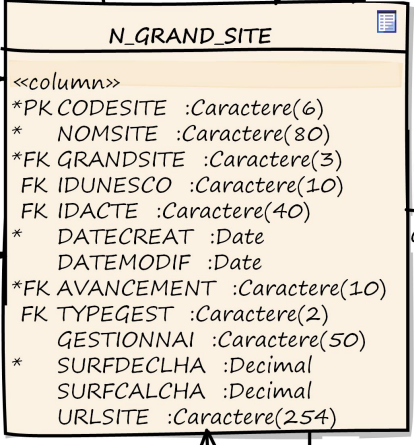 N_GRAND_SITE
«column»
*PK CODESITE :Caractere(6)
* NOMSITE :Caractere(80)
*FK GRANDSITE :Caractere(3)
FK IDUNESCO :Caractere(10)
FK IDACTE :Caractere(40)
* DATECREAT :Date
DATEMODIF :Date
*FK AVANCEMENT :Caractere(10)
FK TYPEGEST :Caractere(2)
GESTIONNAI :Caractere(50)
* SURFDECLHA :Decimal
SURFCALCHA :Decimal
URLSITE :Caractere(254)